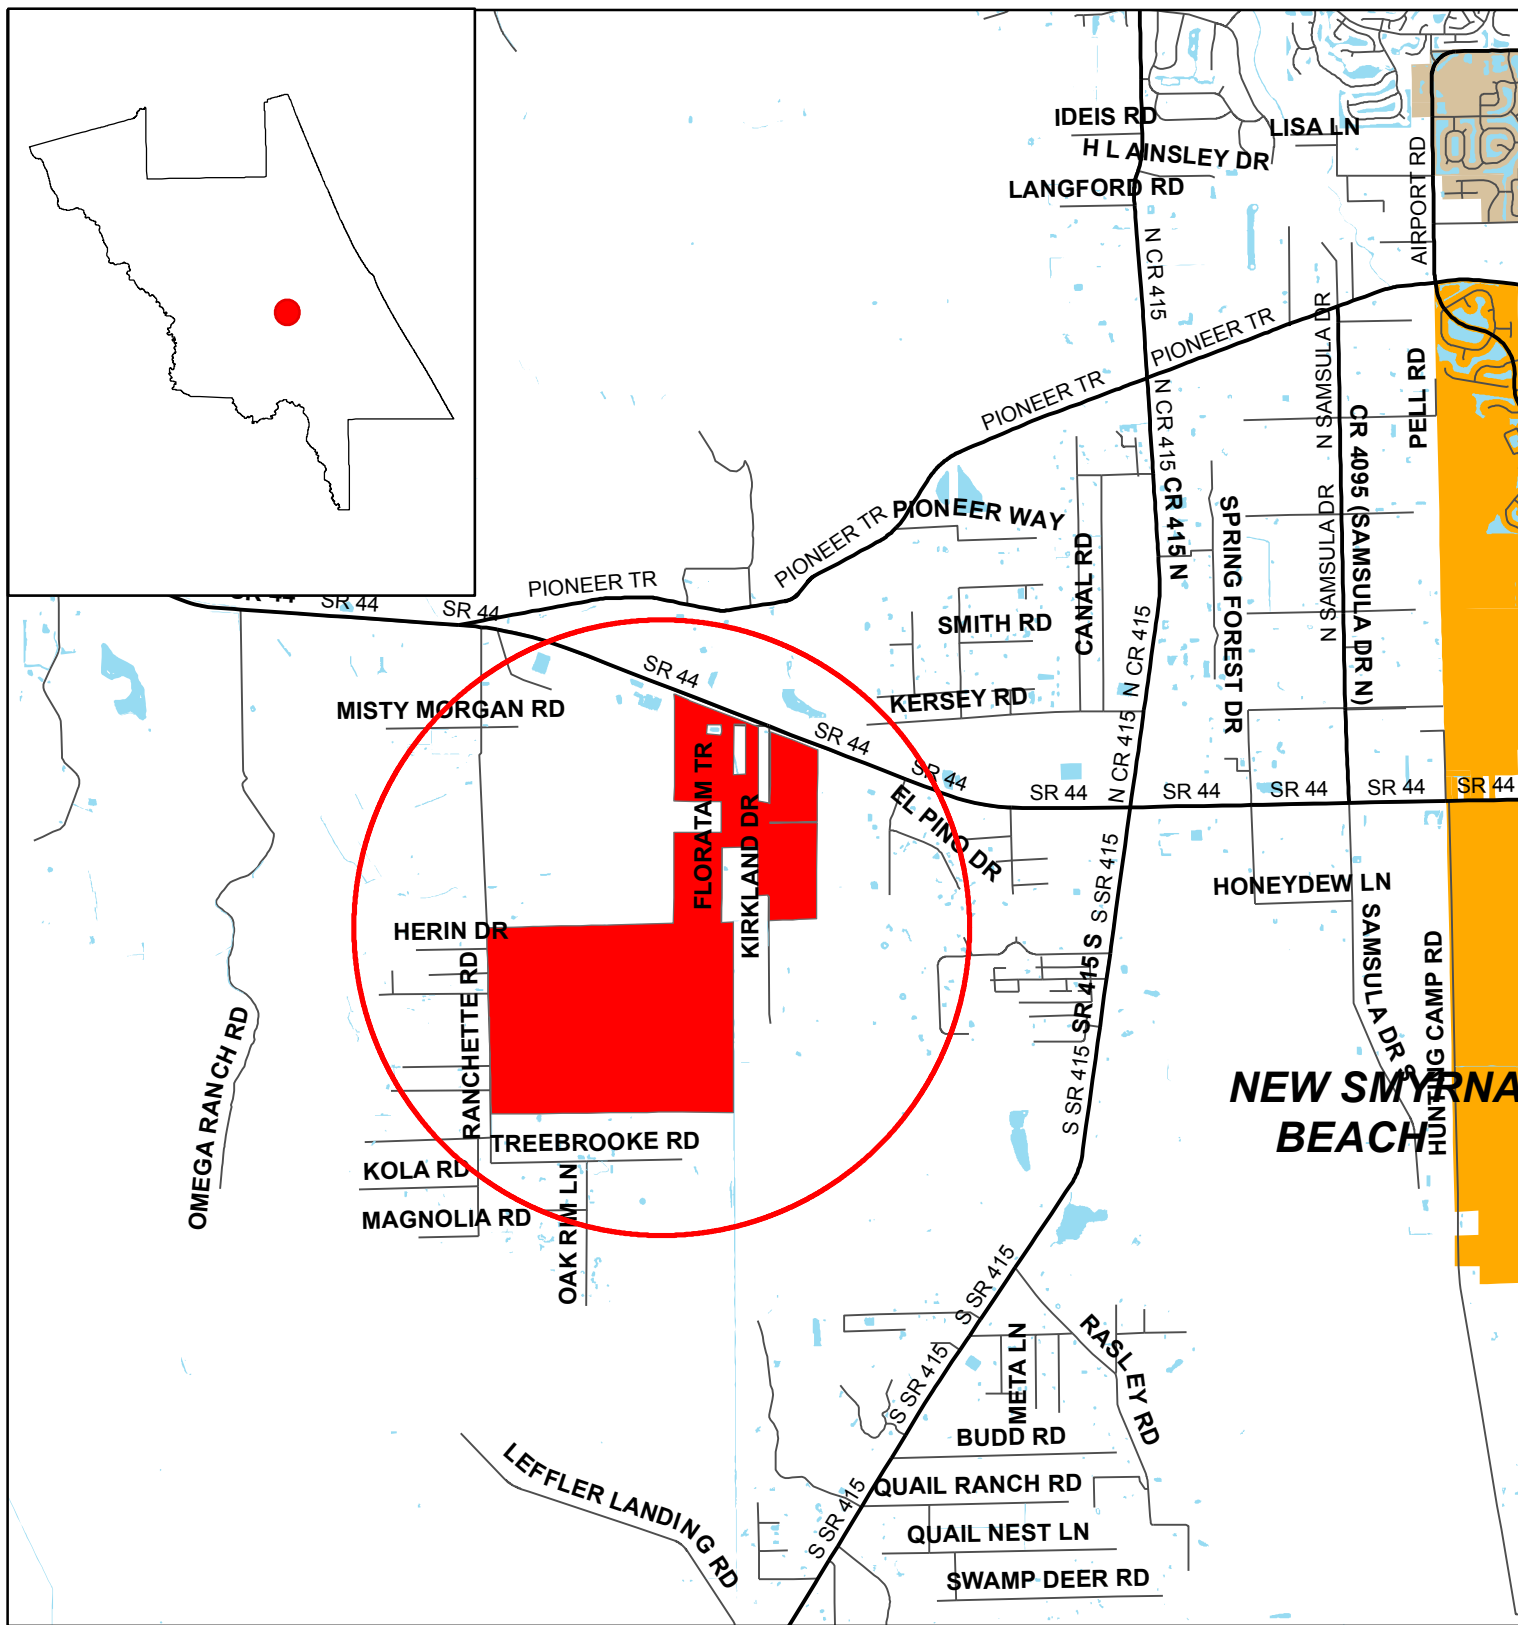 IDEIS RD
LISA LN
H L AINSLEY DR
LANGFORD RD
AIRPORT RD
N CR 415
PIONEER TR
N SAMSULA DR
PELL RD
PIONEER TR
N CR 415
CR 4095 (SAMSULA DR N)
CR 415 N
SPRING FOREST DR
PIONEER WAY
PIONEER TR
N SAMSULA DR
CANAL RD
PIONEER TR
SR 44
SR 44
SR 44
SMITH RD
N CR 415
SR 44
KERSEY RD
MISTY MORGAN RD
SR 44
FLORATAM TR
KIRKLAND DR
N CR 415
SR 44
SR 44
SR 44
SR 44
SR 44
SR 44
EL PINO DR
S SR 415
HONEYDEW LN
SAMSULA DR S
HUNTING CAMP RD
HERIN DR
SR 415 S
RANCHETTE RD
OMEGA RANCH RD
S SR 415
NEW SMYRNA
BEACH
TREEBROOKE RD
KOLA RD
OAK RIM LN
MAGNOLIA RD
S SR 415
META LN
RASLEY RD
S SR 415
BUDD RD
LEFFLER LANDING RD
QUAIL RANCH RD
S SR 415
QUAIL NEST LN
SWAMP DEER RD